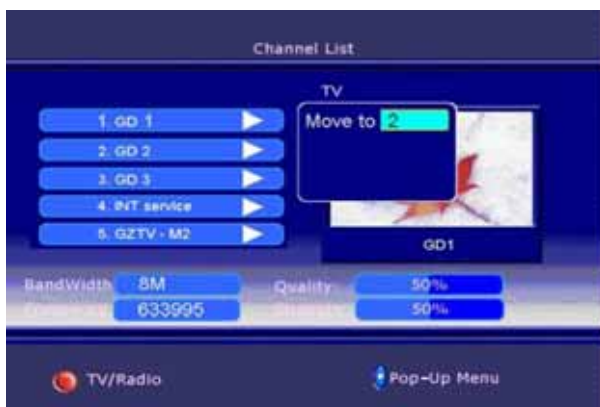 Channel List
TV
Move to 2
1. GD 1
2. GD 2
3. GD 3
4. INT service
5. GZTV - M2
GD1
BandWidth 8M
Quality 50%
633995
50%
TV/Radio
Pop-Up Menu